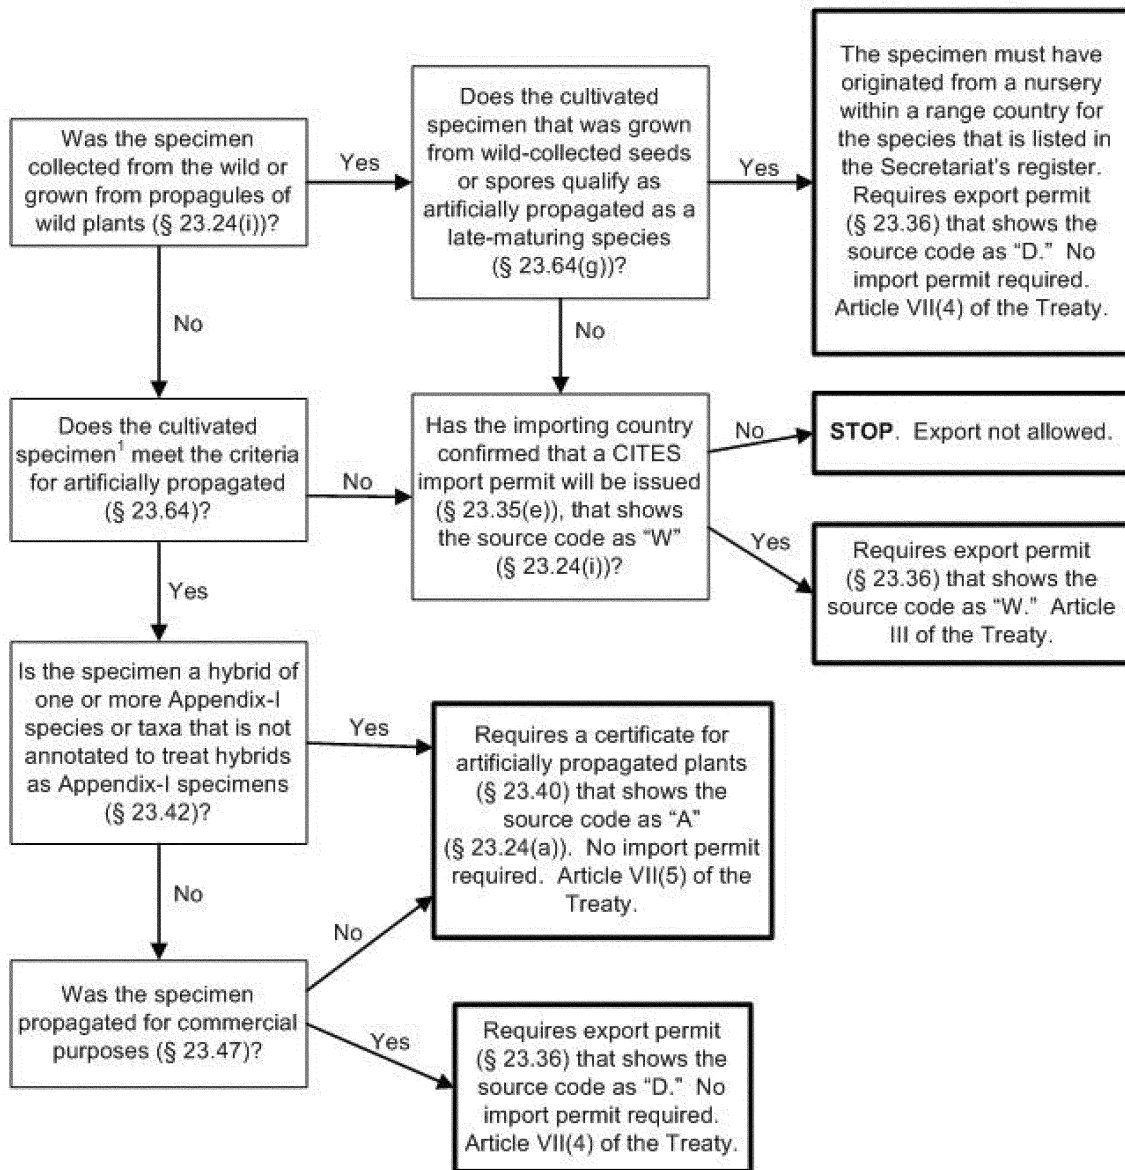 Was the specimen
collected from the wild or
grown from propagules of
wild plants (§ 23.24(i))?
Yes
Does the cultivated
specimen that was grown
from wild-collected seeds
or spores qualify as
artificially propagated as a
late-maturing species
(§ 23.64(g))?
Yes
The specimen must have
originated from a nursery
within a range country for
the species that is listed in
the Secretariat's register.
Requires export permit
(§ 23.36) that shows the
source code as “D.” No
import permit required.
Article VII(4) of the Treaty.
No
No
Does the cultivated
specimen¹ meet the criteria
for artificially propagated
(§ 23.64)?
No
Has the importing country
confirmed that a CITES
import permit will be issued
(§ 23.35(e)), that shows
the source code as “W”
(§ 23.24(i))?
No
STOP. Export not allowed.
Yes
Requires export permit
(§ 23.36) that shows the
source code as “W.” Article
III of the Treaty.
Yes
Is the specimen a hybrid of
one or more Appendix-I
species or taxa that is not
annotated to treat hybrids
as Appendix-I specimens
(§ 23.42)?
Yes
Requires a certificate for
artificially propagated plants
(§ 23.40) that shows the
source code as “A”
(§ 23.24(a)). No import permit
required. Article VII(5) of the
Treaty.
No
Was the specimen
propagated for commercial
purposes (§ 23.47)?
No
Yes
Requires export permit
(§ 23.36) that shows the
source code as “D.” No
import permit required.
Article VII(4) of the Treaty.